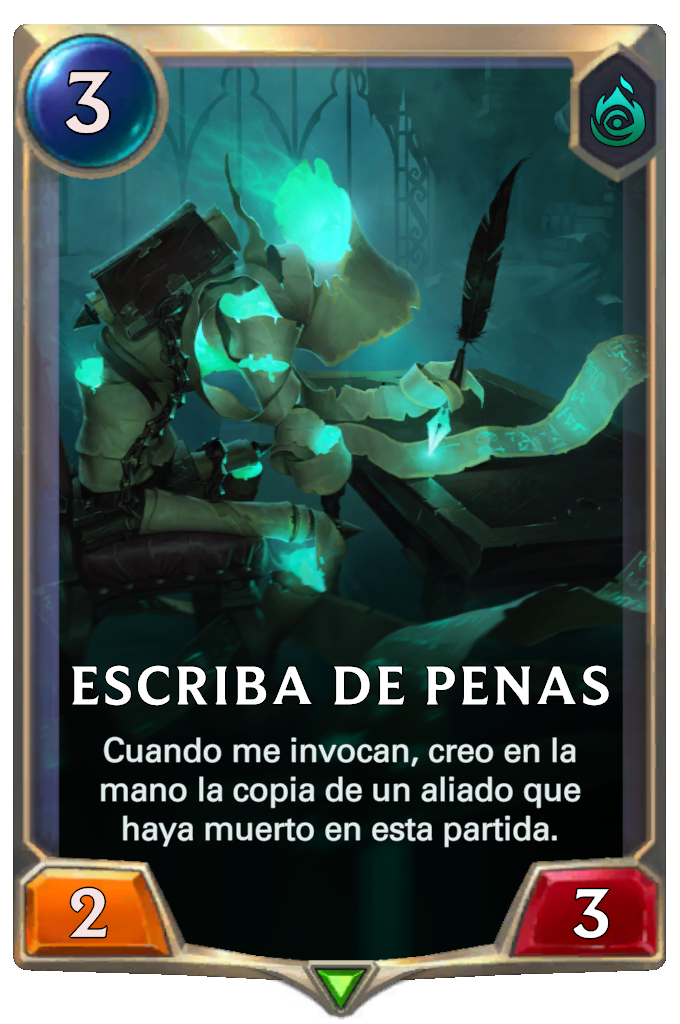 3
ESCRIBA DE PENAS
Cuando me invocan, creo en la
mano la copia de un aliado que
haya muerto en esta partida.
2
3